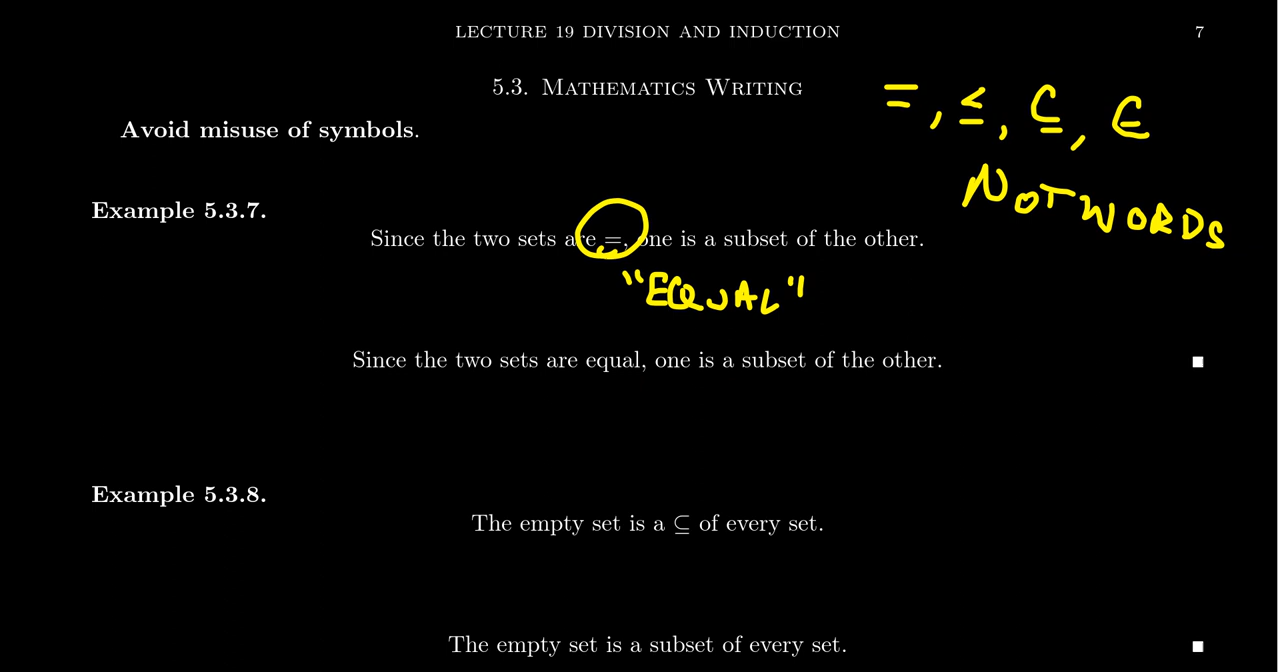 LECTURE 19 DIVISION AND INDUCTION 7
5.3. MATHEMATICS WRITING
=, ≤, ⊆, ∈
Avoid misuse of symbols.
NOT WORDS
Example 5.3.7.
Since the two sets are =, one is a subset of the other.
"EQUAL"
Since the two sets are equal, one is a subset of the other. ■
Example 5.3.8.
The empty set is a ⊆ of every set.
The empty set is a subset of every set. ■